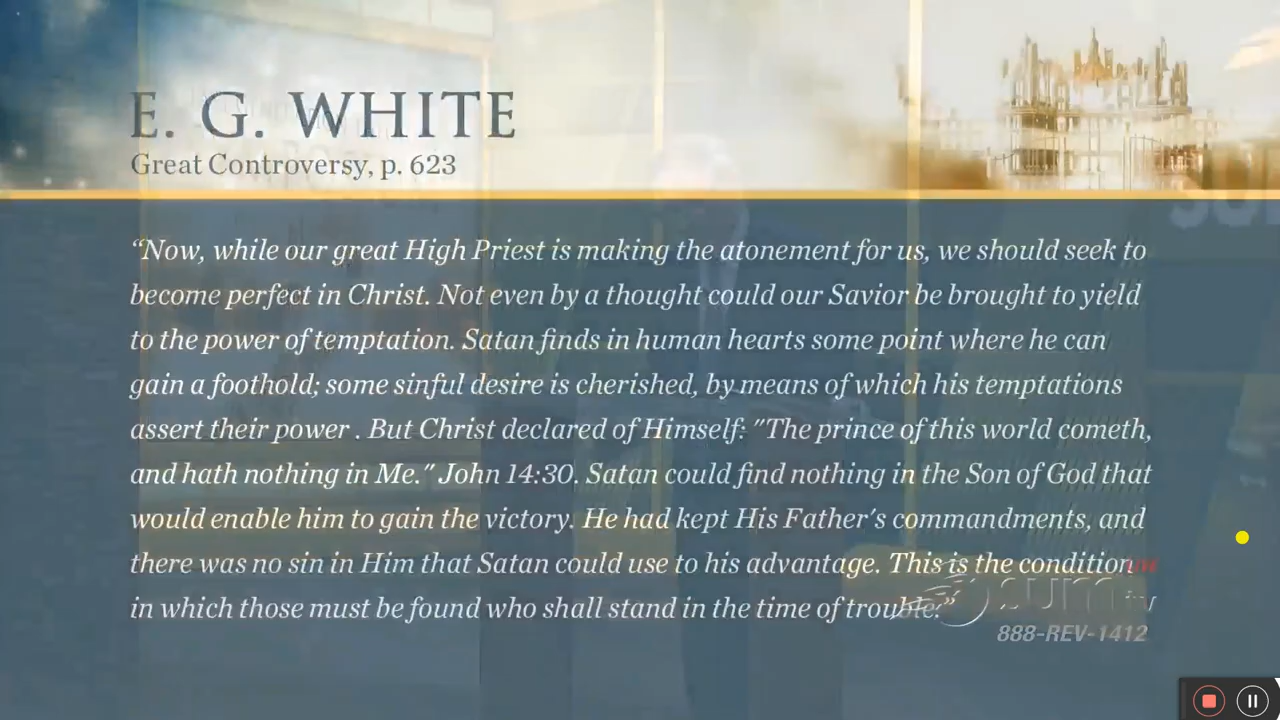 E. G. WHITE
Great Controversy, p. 623
“Now, while our great High Priest is making the atonement for us, we should seek to
become perfect in Christ. Not even by a thought could our Savior be brought to yield
to the power of temptation. Satan finds in human hearts some point where he can
gain a foothold; some sinful desire is cherished, by means of which his temptations
assert their power . But Christ declared of Himself: "The prince of this world cometh,
and hath nothing in Me." John 14:30. Satan could find nothing in the Son of God that
would enable him to gain the victory. He had kept His Father's commandments, and
there was no sin in Him that Satan could use to his advantage. This is the condition
in which those must be found who shall stand in the time of trouble.”
888-REV-1412